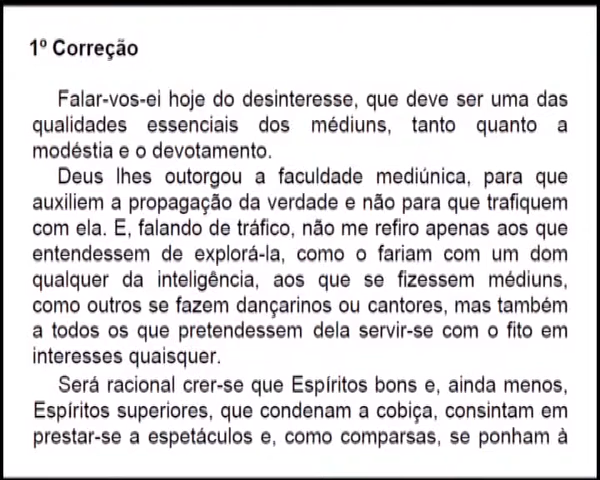 1º Correção
Falar-vos-ei hoje do desinteresse, que deve ser uma das
qualidades essenciais dos médiuns, tanto quanto a
modéstia e o devotamento.
Deus lhes outorgou a faculdade mediúnica, para que
auxiliem a propagação da verdade e não para que trafiquem
com ela. E, falando de tráfico, não me refiro apenas aos que
entendessem de explorá-la, como o fariam com um dom
qualquer da inteligência, aos que se fizessem médiuns,
como outros se fazem dançarinos ou cantores, mas também
a todos os que pretendessem dela servir-se com o fito em
interesses quaisquer.
Será racional crer-se que Espíritos bons e, ainda menos,
Espíritos superiores, que condenam a cobiça, consintam em
prestar-se a espetáculos e, como comparsas, se ponham à